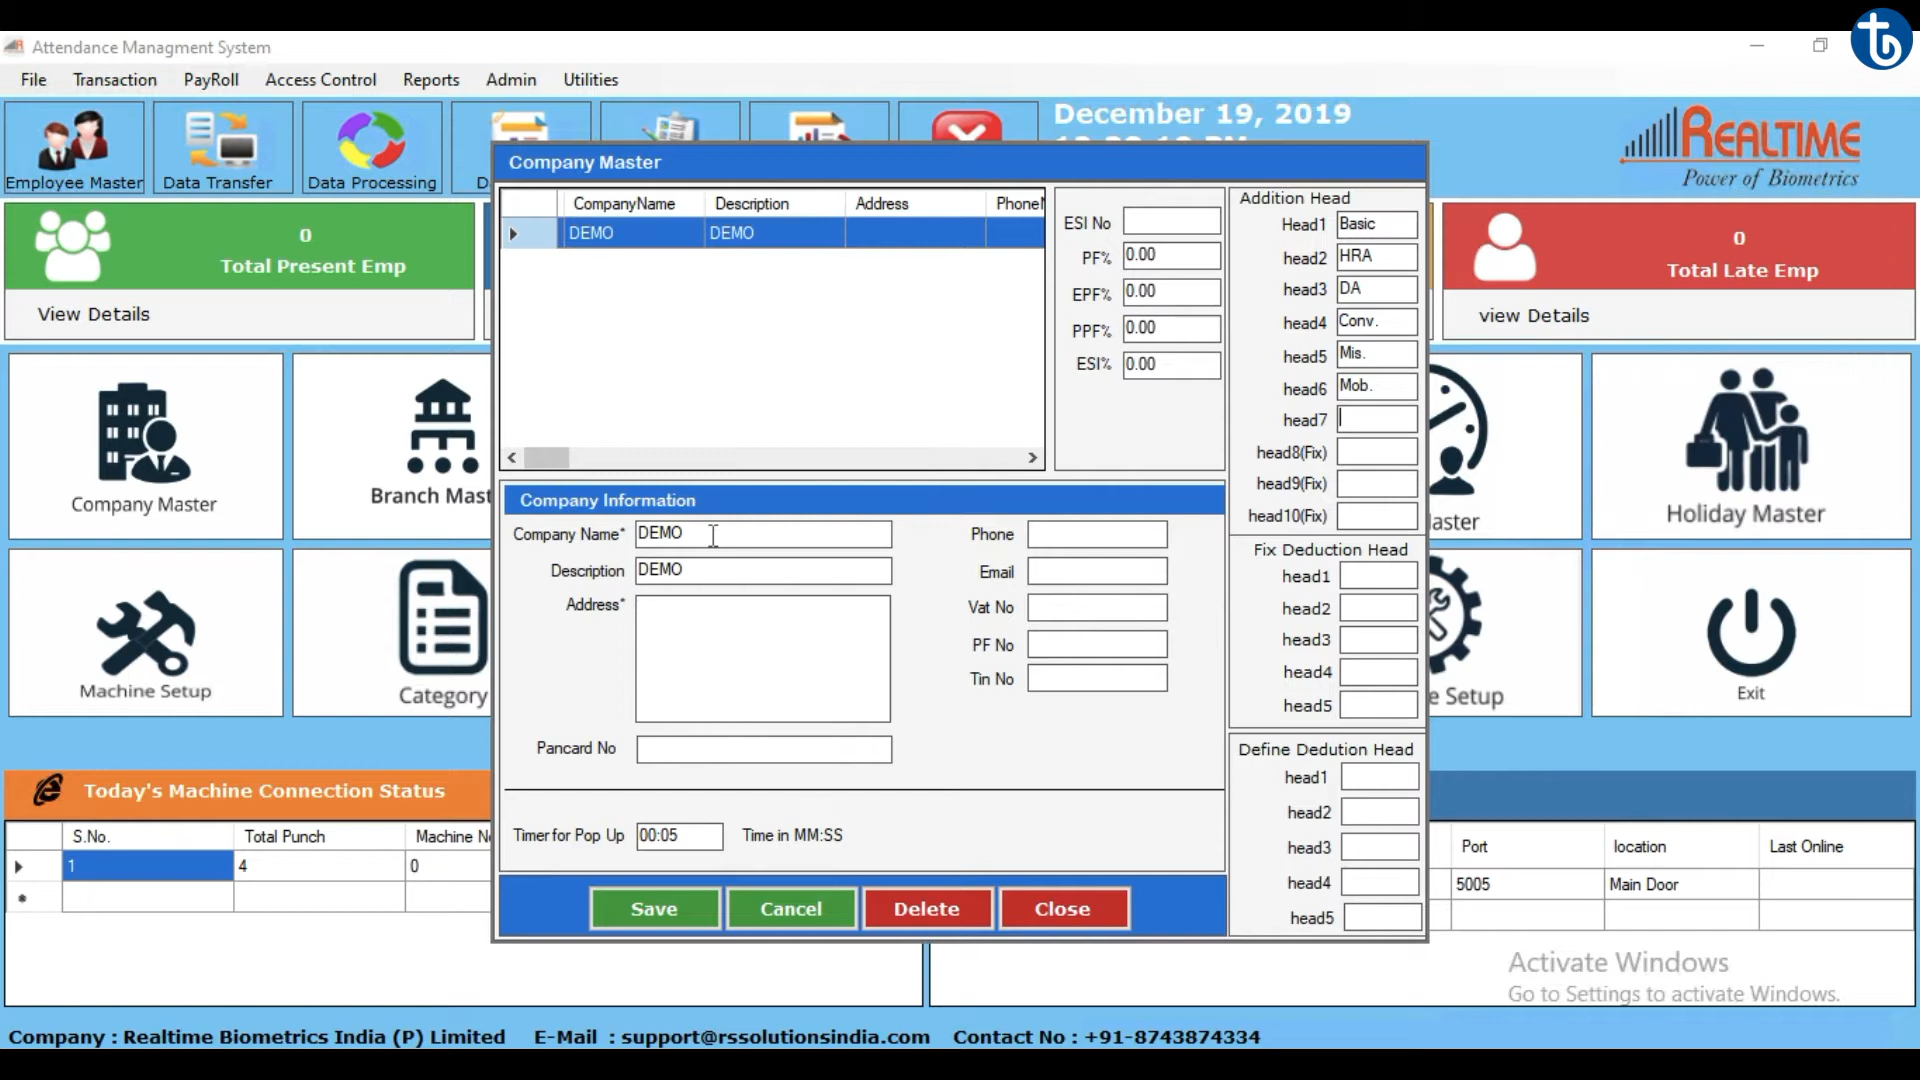 Attendance Managment System
File Transaction PayRoll Access Control Reports Admin Utilities
December 19, 2019
REALTIME
Power of Biometrics
Employee Master Data Transfer Data Processing D
Company Master
CompanyName Description Address PhoneN
DEMO DEMO
ESI No
PF% 0.00
EPF% 0.00
PPF% 0.00
ESI% 0.00
Addition Head
Head1 Basic
head2 HRA
head3 DA
head4 Conv.
head5 Mis.
head6 Mob.
head7
head8(Fix)
head9(Fix)
head10(Fix)
Fix Deduction Head
head1
head2
head3
head4
head5
Define Dedution Head
head1
head2
head3
head4
head5
Company Information
Company Name* DEMO
Description DEMO
Address*
Pancard No
Phone
Email
Vat No
PF No
Tin No
Timer for Pop Up 00:05 Time in MM:SS
Save Cancel Delete Close
0
Total Present Emp
View Details
0
Total Late Emp
view Details
Company Master
Branch Mast
aster
Holiday Master
Machine Setup
Category
e Setup
Exit
Today's Machine Connection Status
S.No. Total Punch Machine No
1 4 0
Port location Last Online
5005 Main Door
Activate Windows
Go to Settings to activate Windows.
Company : Realtime Biometrics India (P) Limited E-Mail : support@rssolutionsindia.com Contact No : +91-8743874334